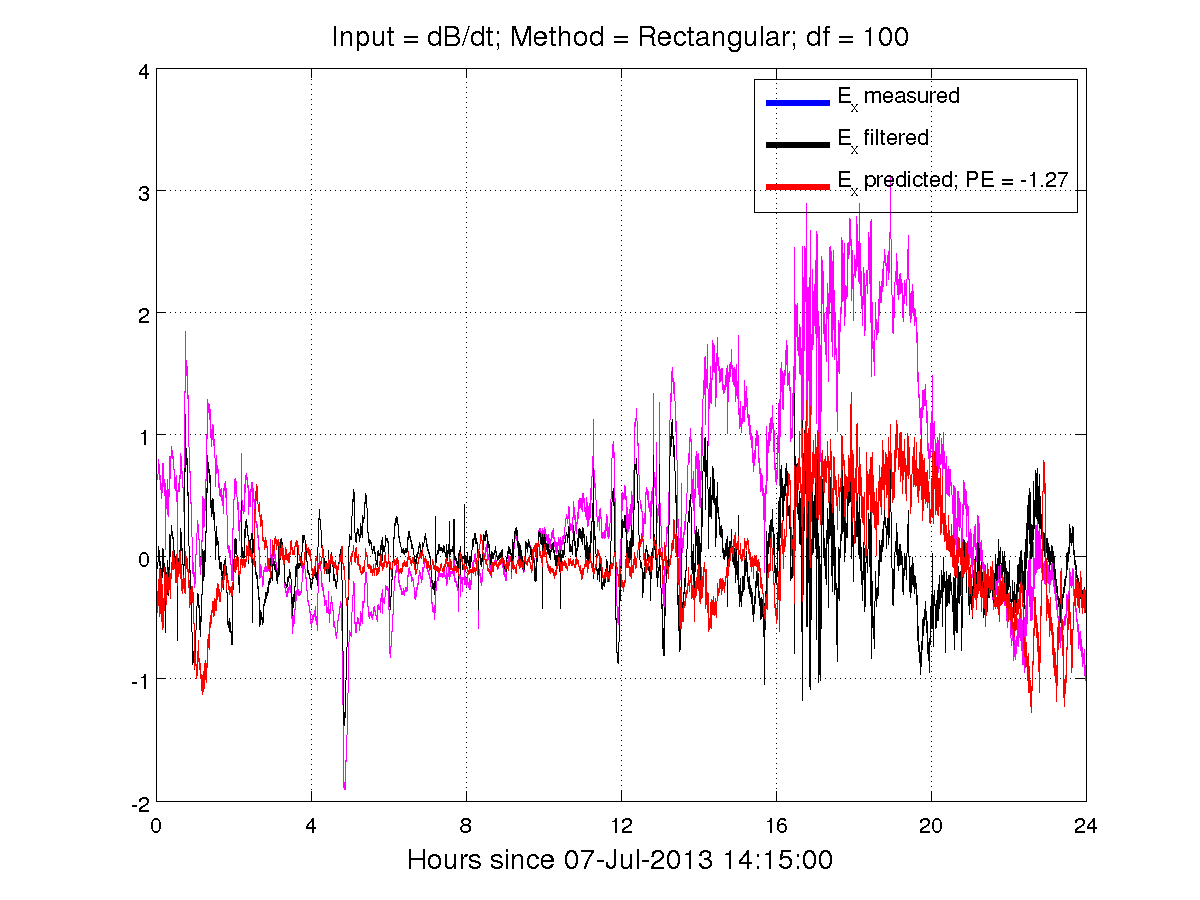 Input = dB/dt; Method = Rectangular; df = 100
4
3
2
1
0
-1
-2
Ex measured
Ex filtered
Ex predicted; PE = -1.27
0 4 8 12 16 20 24
Hours since 07-Jul-2013 14:15:00